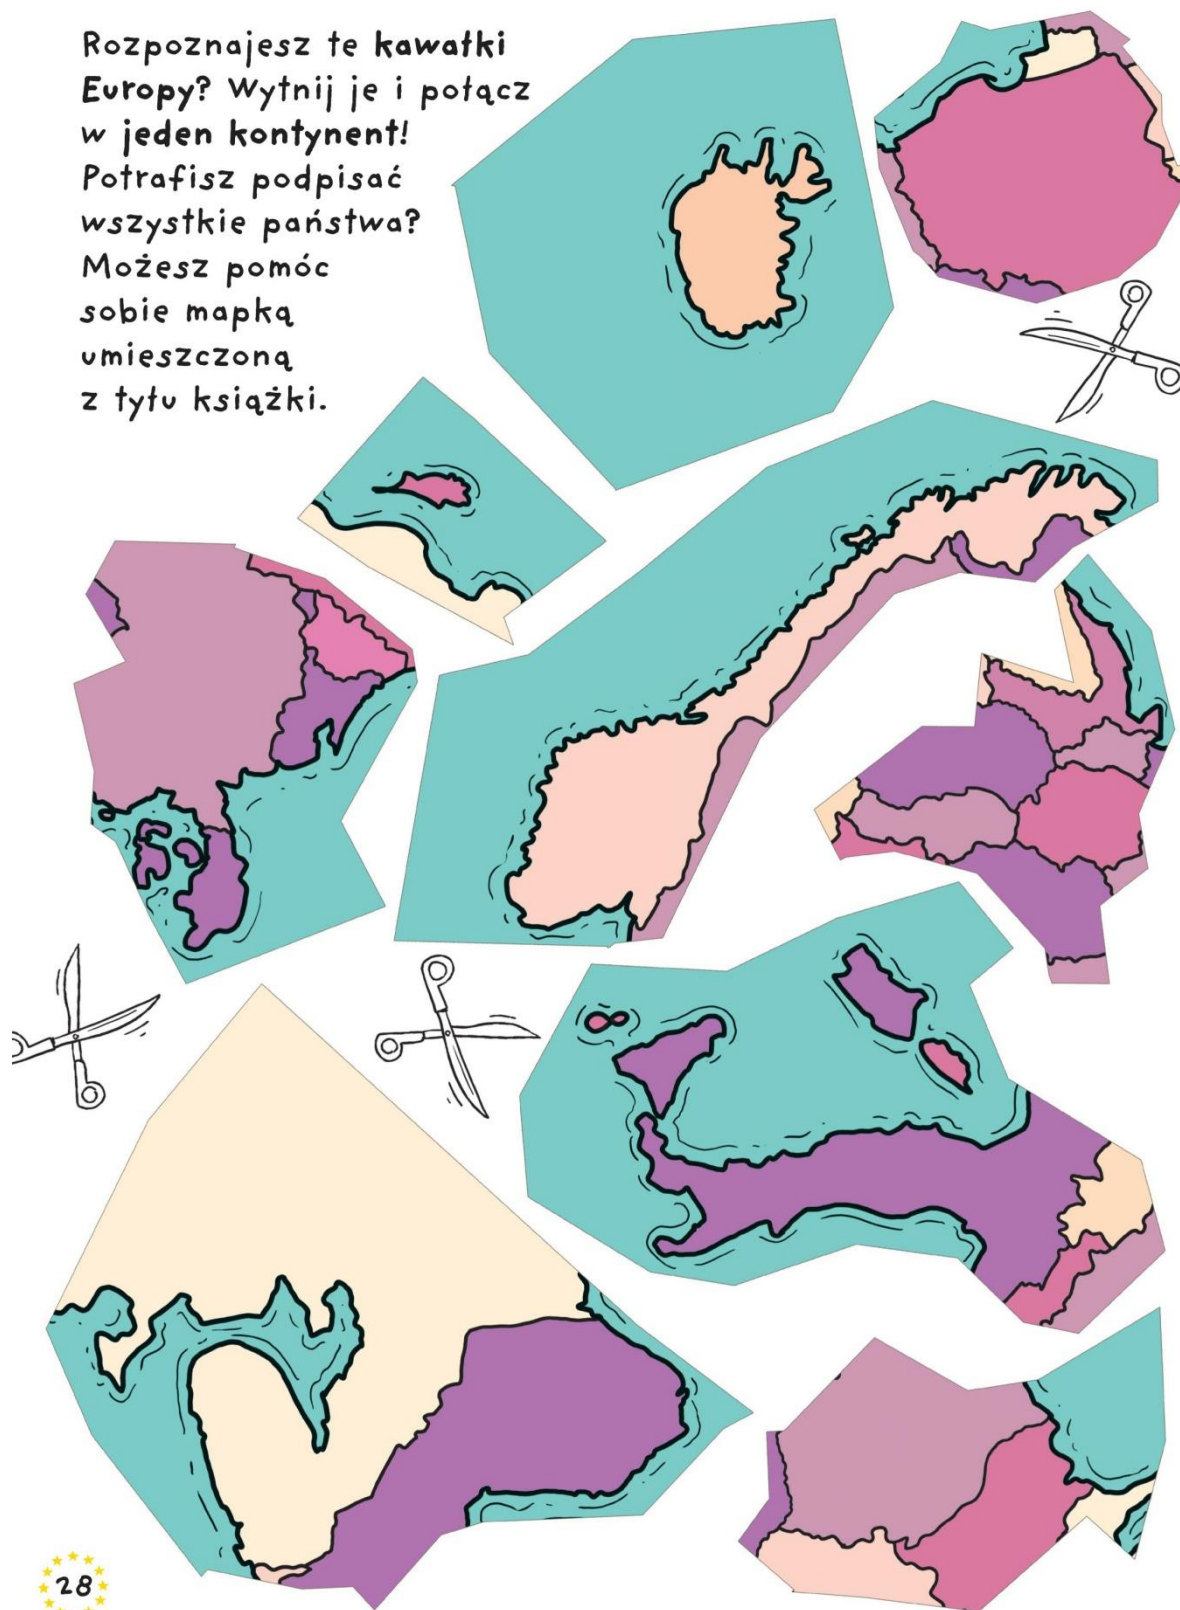 Rozpoznajesz te kawałki
Europy? Wytnij je i połącz
w jeden kontynent!
Potrafisz podpisać
wszystkie państwa?
Możesz pomóc
sobie mapką
umieszczoną
z tyłu książki.
28